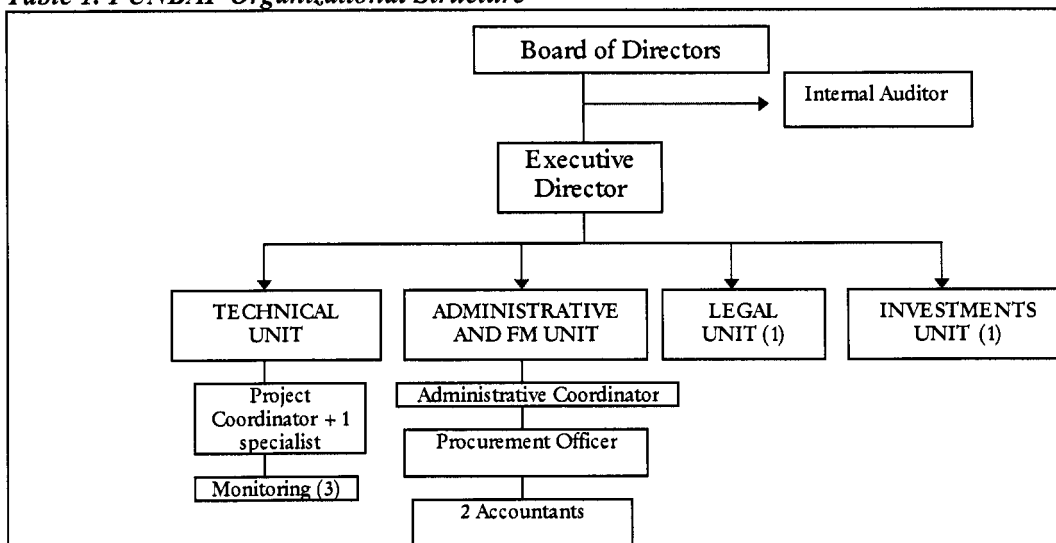 Table 1: FUNBAP Organizational Structure
Board of Directors
Internal Auditor
Executive
Director
TECHNICAL
UNIT
ADMINISTRATIVE
AND FM UNIT
LEGAL
UNIT (1)
INVESTMENTS
UNIT (1)
Project
Coordinator + 1
specialist
Monitoring (3)
Administrative Coordinator
Procurement Officer
2 Accountants